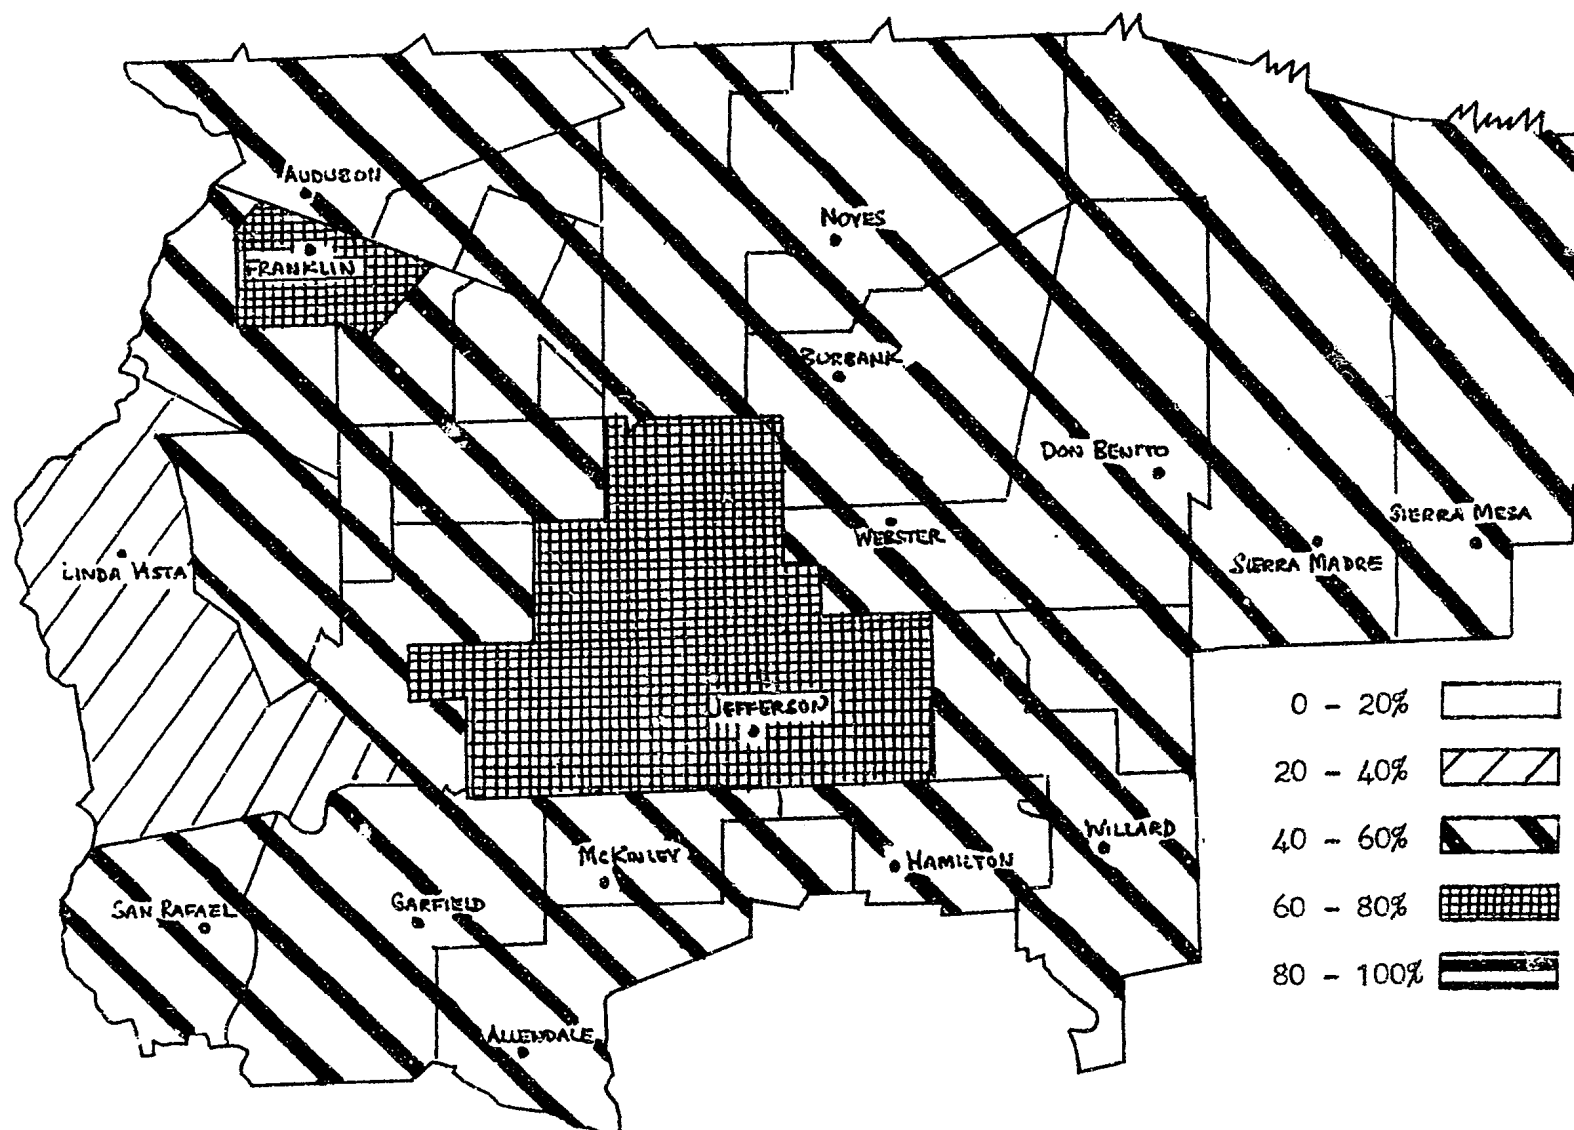 AUDUBON
NOYES
FRANKLIN
BURBANK
DON BENITO
SIERRA MESA
WEBSTER
SIERRA MADRE
LINDA VISTA
JEFFERSON
0 - 20%
20 - 40%
40 - 60%
60 - 80%
80 - 100%
WILLARD
MCKINLEY
HAMILTON
SAN RAFAEL
GARFIELD
ALLENDALE